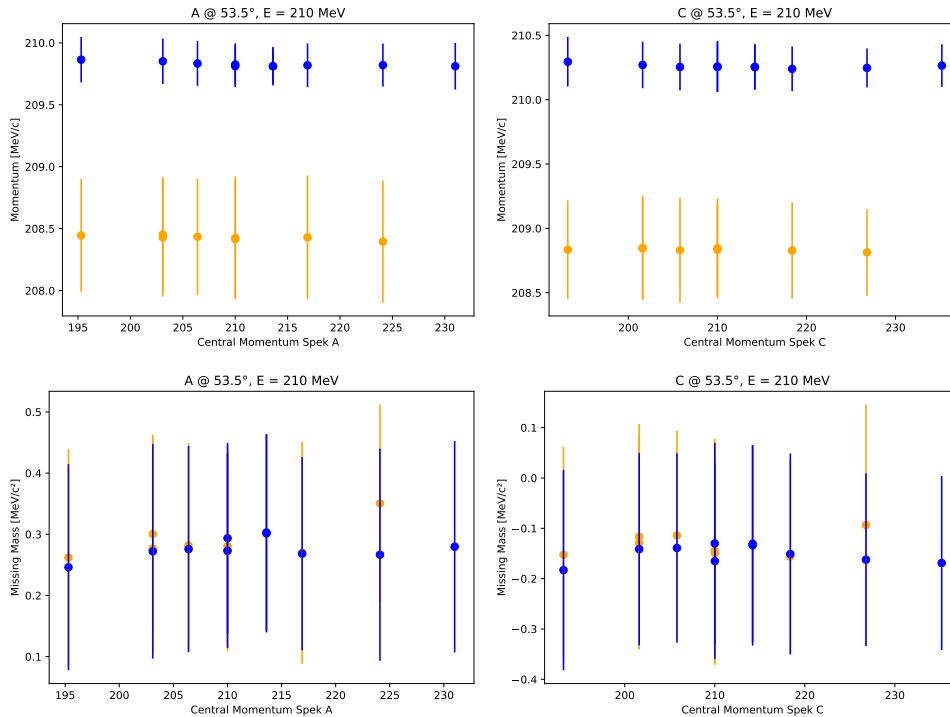 A @ 53.5°, E = 210 MeV
Momentum [MeV/c]
210.0
209.5
209.0
208.5
208.0
195 200 205 210 215 220 225 230
Central Momentum Spek A
C @ 53.5°, E = 210 MeV
Momentum [MeV/c]
210.5
210.0
209.5
209.0
208.5
200 210 220 230
Central Momentum Spek C
A @ 53.5°, E = 210 MeV
Missing Mass [MeV/c²]
0.5
0.4
0.3
0.2
0.1
195 200 205 210 215 220 225 230
Central Momentum Spek A
C @ 53.5°, E = 210 MeV
Missing Mass [MeV/c²]
0.1
0.0
−0.1
−0.2
−0.3
−0.4
200 210 220 230
Central Momentum Spek C